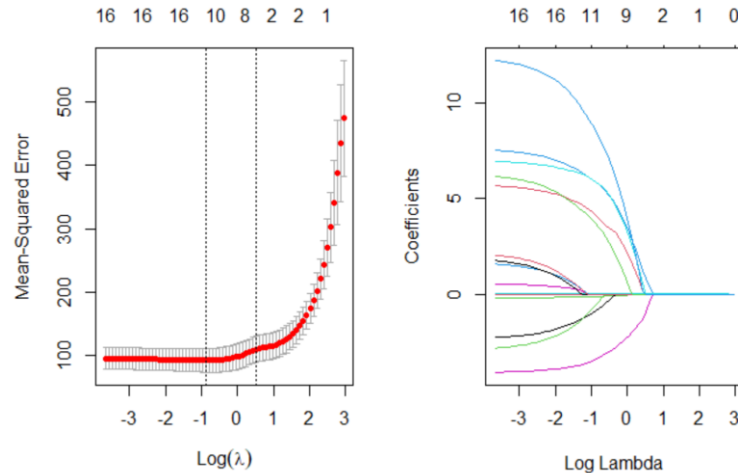 16 16 16 10 8 2 2 1
Mean-Squared Error
500
400
300
200
100
-3 -2 -1 0 1 2 3
Log(λ)
16 16 11 9 2 1 0
Coefficients
10
5
0
-3 -2 -1 0 1 2 3
Log Lambda